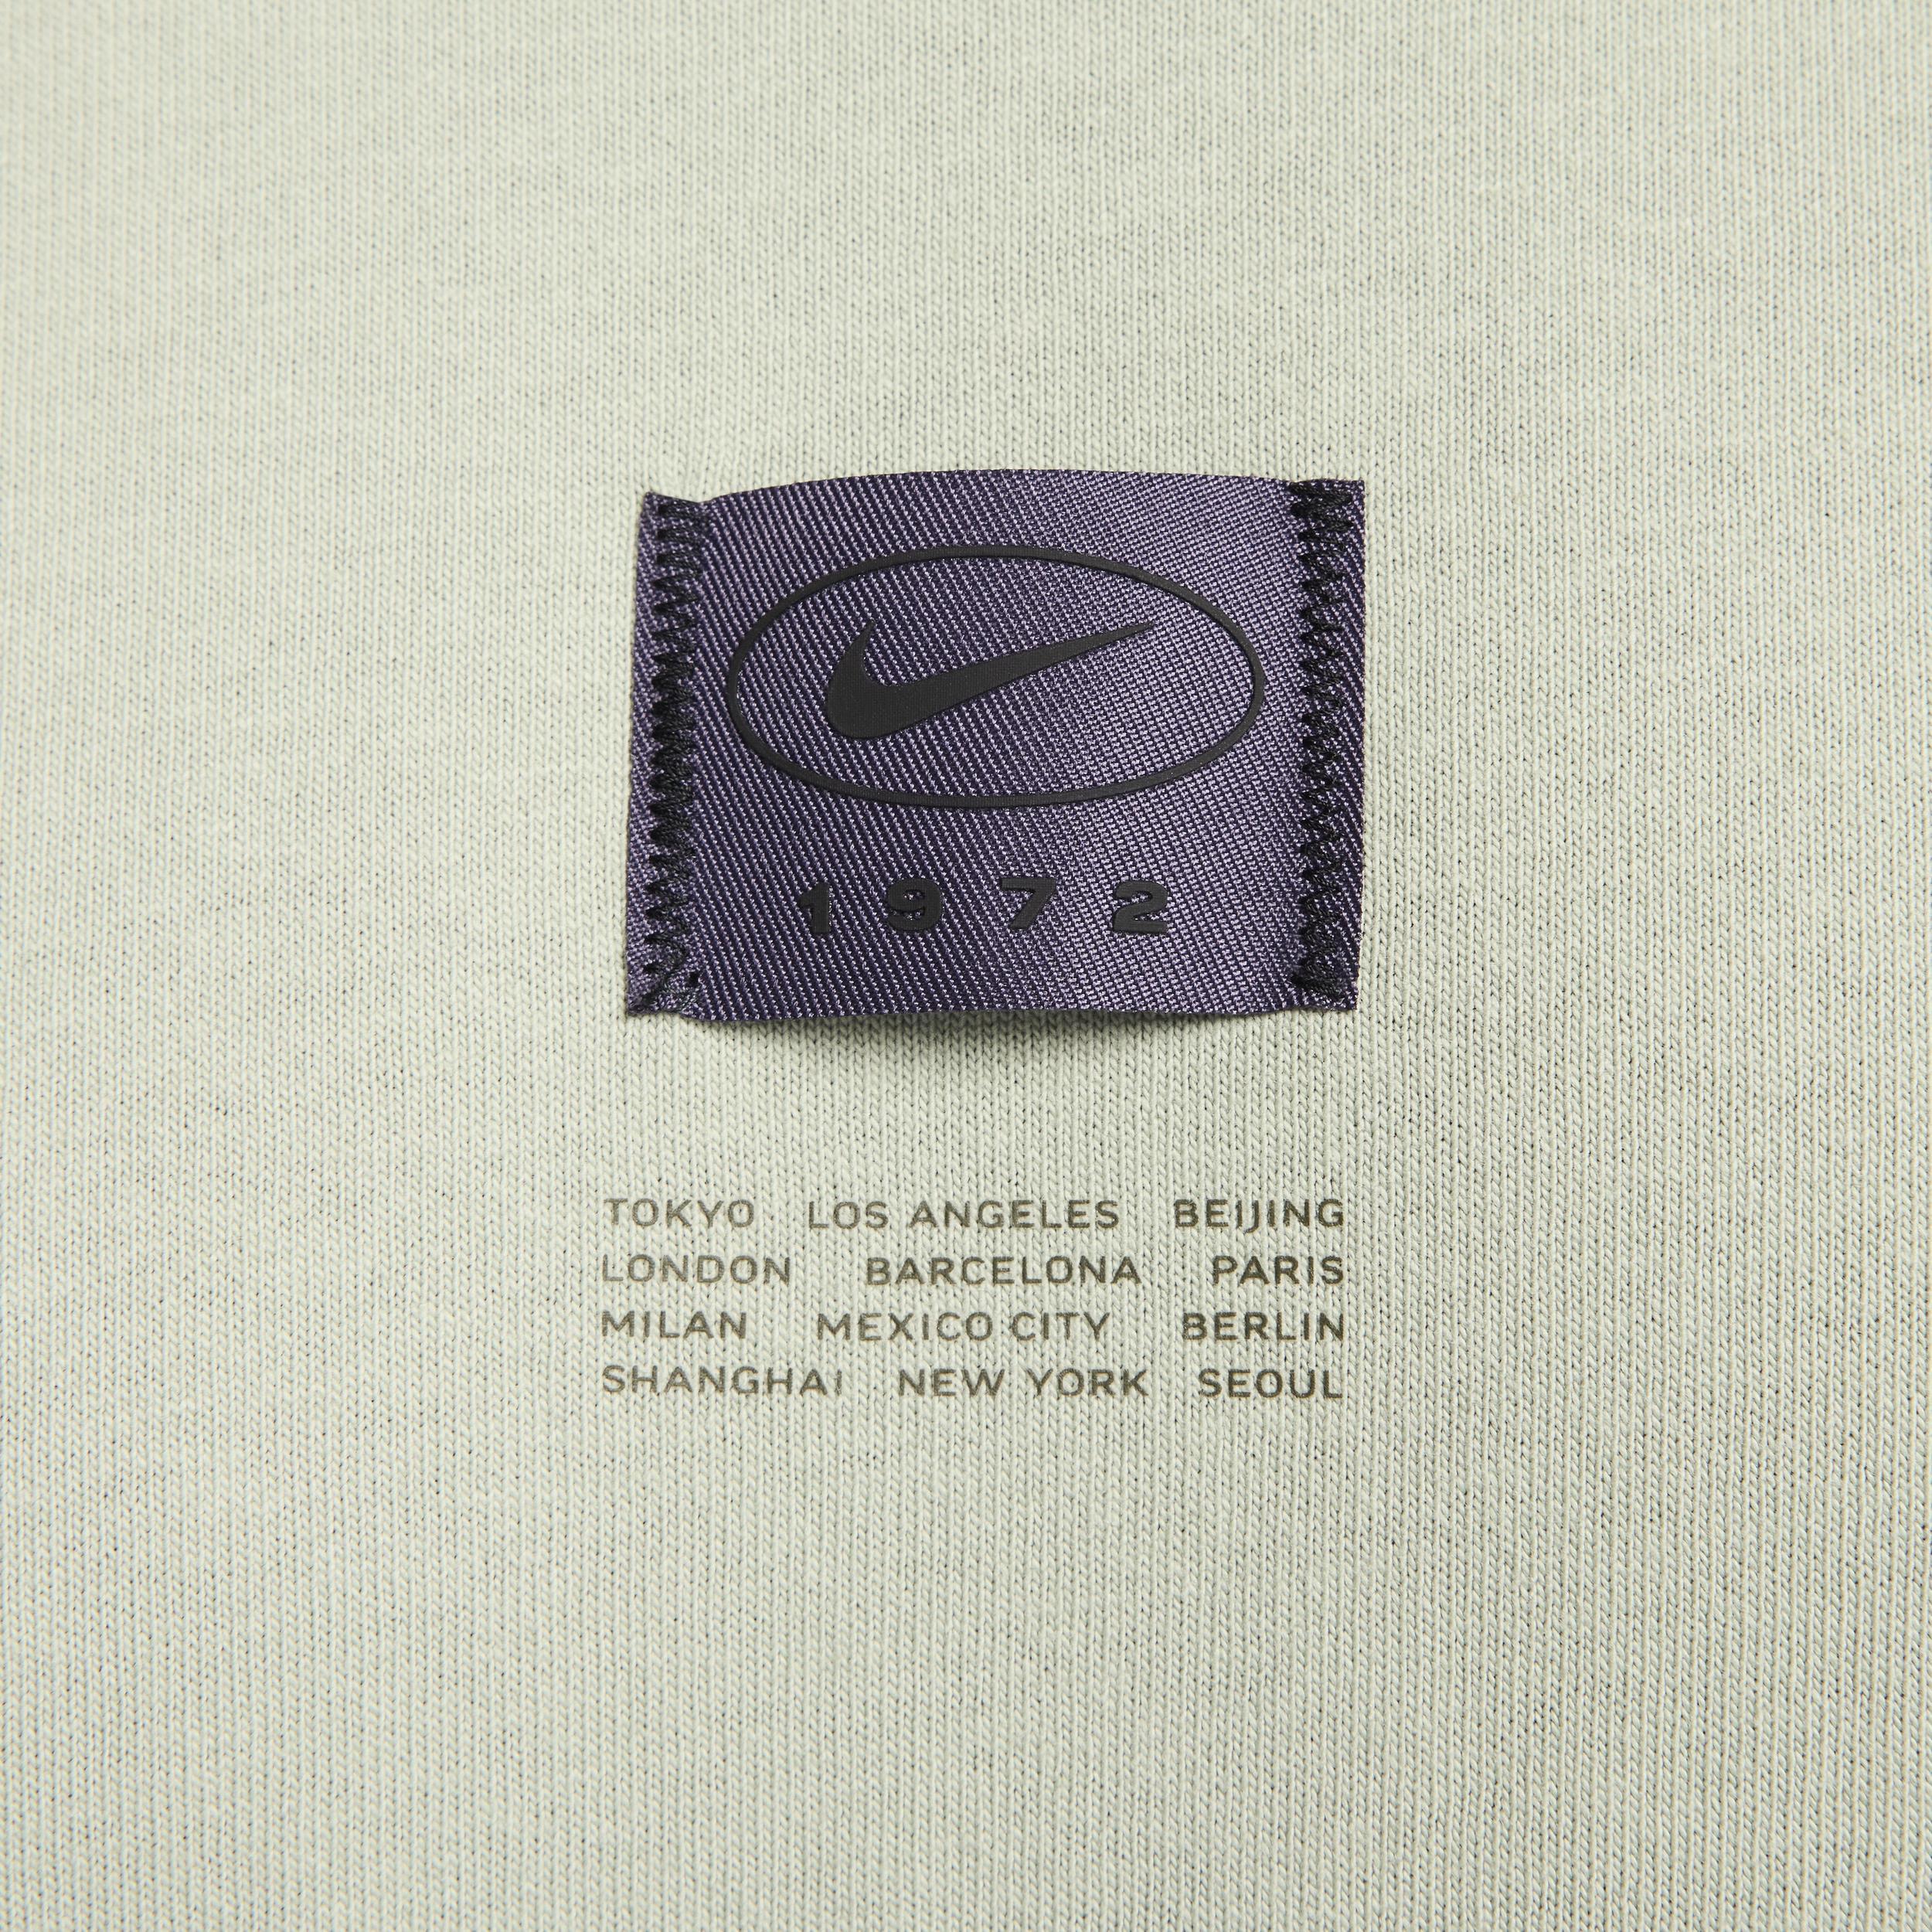 1972
TOKYO LOS ANGELES BEIJING
LONDON BARCELONA PARIS
MILAN MEXICO CITY BERLIN
SHANGHAI NEW YORK SEOUL